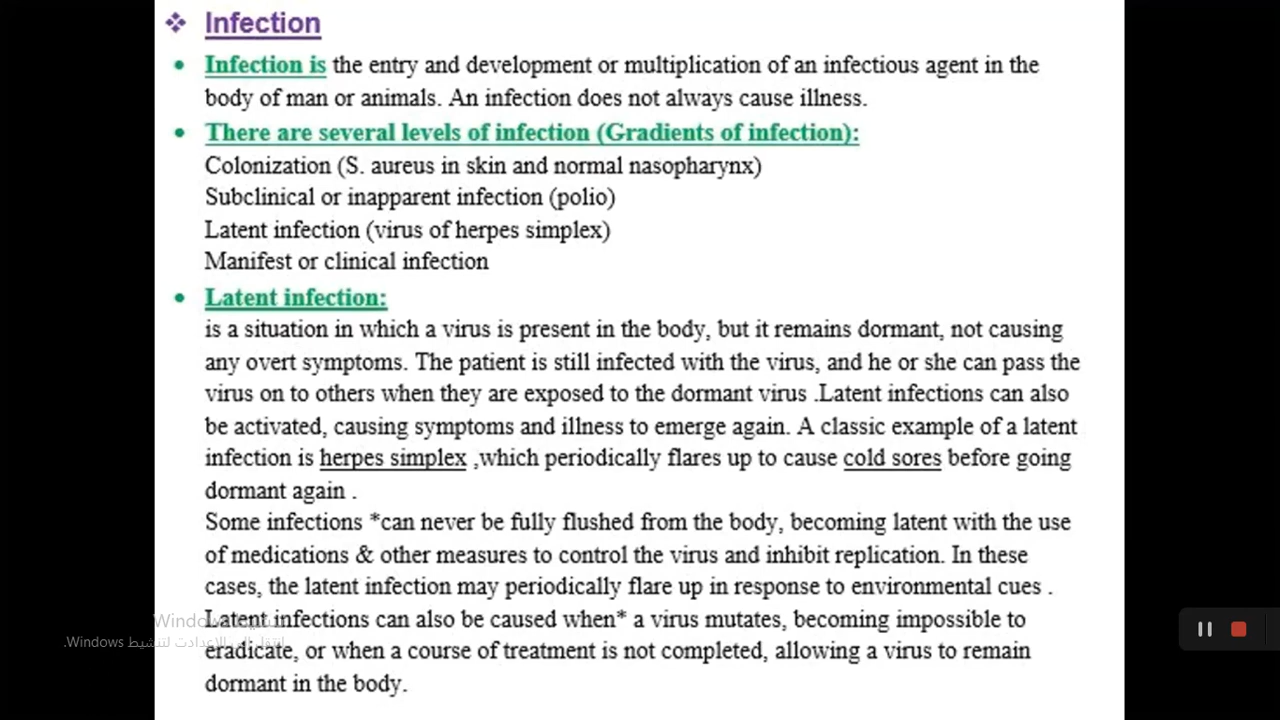 ❖ Infection
• Infection is the entry and development or multiplication of an infectious agent in the
body of man or animals. An infection does not always cause illness.
• There are several levels of infection (Gradients of infection):
Colonization (S. aureus in skin and normal nasopharynx)
Subclinical or inapparent infection (polio)
Latent infection (virus of herpes simplex)
Manifest or clinical infection
• Latent infection:
is a situation in which a virus is present in the body, but it remains dormant, not causing
any overt symptoms. The patient is still infected with the virus, and he or she can pass the
virus on to others when they are exposed to the dormant virus .Latent infections can also
be activated, causing symptoms and illness to emerge again. A classic example of a latent
infection is herpes simplex ,which periodically flares up to cause cold sores before going
dormant again .
Some infections *can never be fully flushed from the body, becoming latent with the use
of medications & other measures to control the virus and inhibit replication. In these
cases, the latent infection may periodically flare up in response to environmental cues .
Latent infections can also be caused when* a virus mutates, becoming impossible to
eradicate, or when a course of treatment is not completed, allowing a virus to remain
dormant in the body.
Windows
الإعدادات لتنشيط Windows.